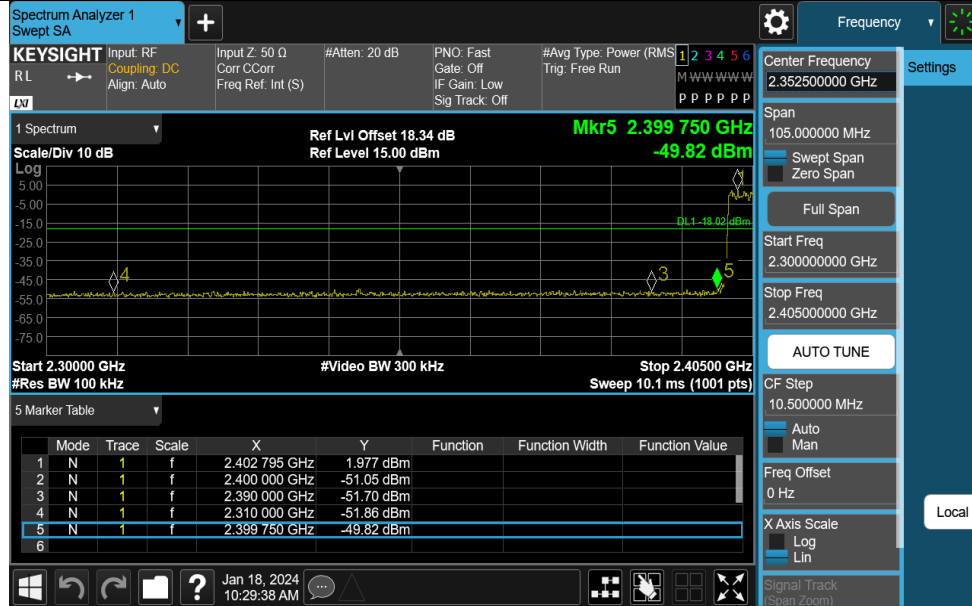 Spectrum Analyzer 1
Swept SA
+
Frequency
KEYSIGHT
R L
LXI
Input: RF
Coupling: DC
Align: Auto
Input Z: 50 Ω
Corr CCorr
Freq Ref: Int (S)
#Atten: 20 dB
PNO: Fast
Gate: Off
IF Gain: Low
Sig Track: Off
#Avg Type: Power (RMS
Trig: Free Run
1 2 3 4 5 6
M W W W W W
P P P P P P
1 Spectrum
Scale/Div 10 dB
Ref Lvl Offset 18.34 dB
Ref Level 15.00 dBm
Mkr5 2.399 750 GHz
-49.82 dBm
Log
5.00
-5.00
-15.0
-25.0
-35.0
-45.0
-55.0
-65.0
-75.0
1
DL1 -18.02 dBm
4
3
5
Start 2.30000 GHz
#Video BW 300 kHz
Stop 2.40500 GHz
#Res BW 100 kHz
Sweep 10.1 ms (1001 pts)
5 Marker Table
Mode Trace Scale X Y Function Function Width Function Value
1 N 1 f 2.402 795 GHz 1.977 dBm
2 N 1 f 2.400 000 GHz -51.05 dBm
3 N 1 f 2.390 000 GHz -51.70 dBm
4 N 1 f 2.310 000 GHz -51.86 dBm
5 N 1 f 2.399 750 GHz -49.82 dBm
6
?
Jan 18, 2024
10:29:38 AM
Center Frequency
2.352500000 GHz
Span
105.000000 MHz
Swept Span
Zero Span
Full Span
Start Freq
2.300000000 GHz
Stop Freq
2.405000000 GHz
AUTO TUNE
CF Step
10.500000 MHz
Auto
Man
Freq Offset
0 Hz
X Axis Scale
Log
Lin
Signal Track
(Span Zoom)
Settings
Local